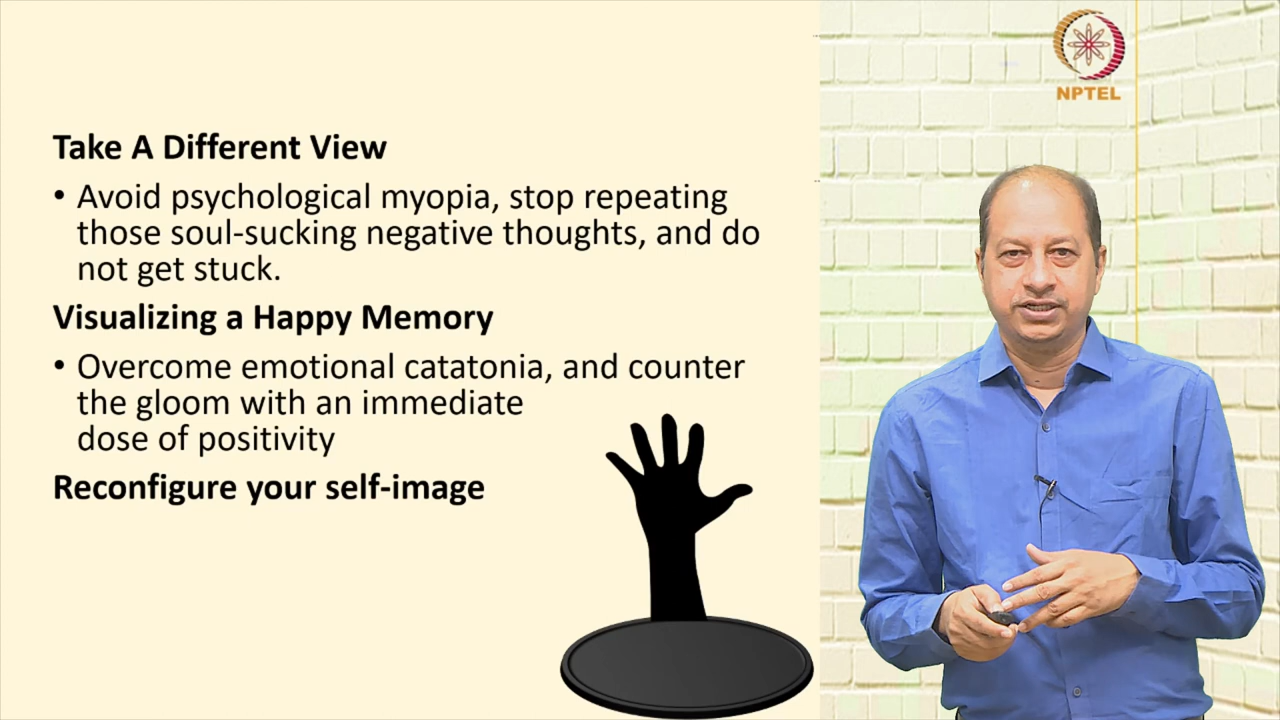 NPTEL
Take A Different View
• Avoid psychological myopia, stop repeating
those soul-sucking negative thoughts, and do
not get stuck.
Visualizing a Happy Memory
• Overcome emotional catatonia, and counter
the gloom with an immediate
dose of positivity
Reconfigure your self-image